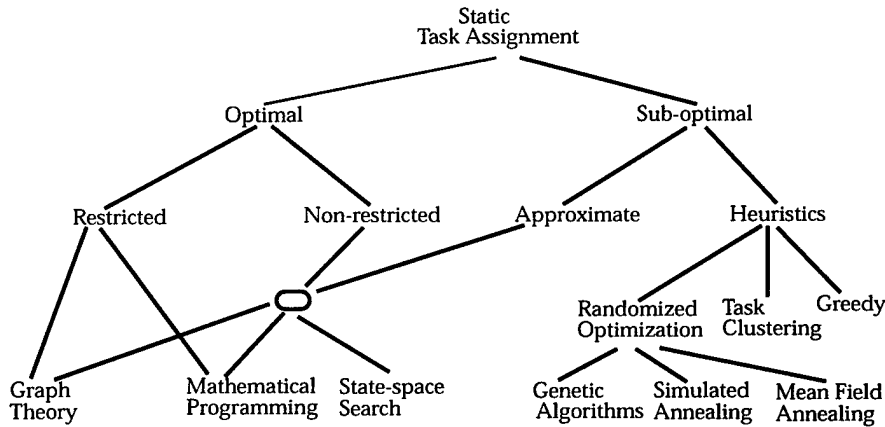 Static
Task Assignment
Optimal
Sub-optimal
Restricted
Non-restricted
Approximate
Heuristics
Randomized
Optimization
Task
Clustering
Greedy
Graph
Theory
Mathematical
Programming
State-space
Search
Genetic
Algorithms
Simulated
Annealing
Mean Field
Annealing